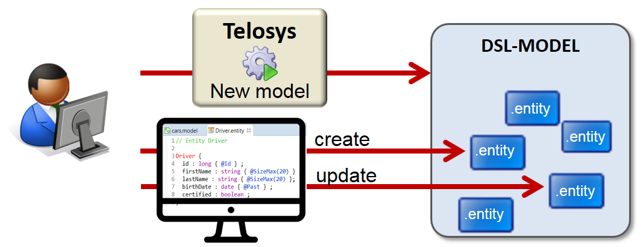 Telosys
New model
DSL-MODEL
.entity
.entity
.entity
.entity
.entity
create
update
cars.model
Driver.entity
1 // Entity Driver
2
3 Driver {
4 id : long { @Id } ;
5 firstName : string { @SizeMax(20) }
6 lastName : string { @SizeMax(20) };
7 birthDate : date { @Past } ;
8 certified : boolean ;